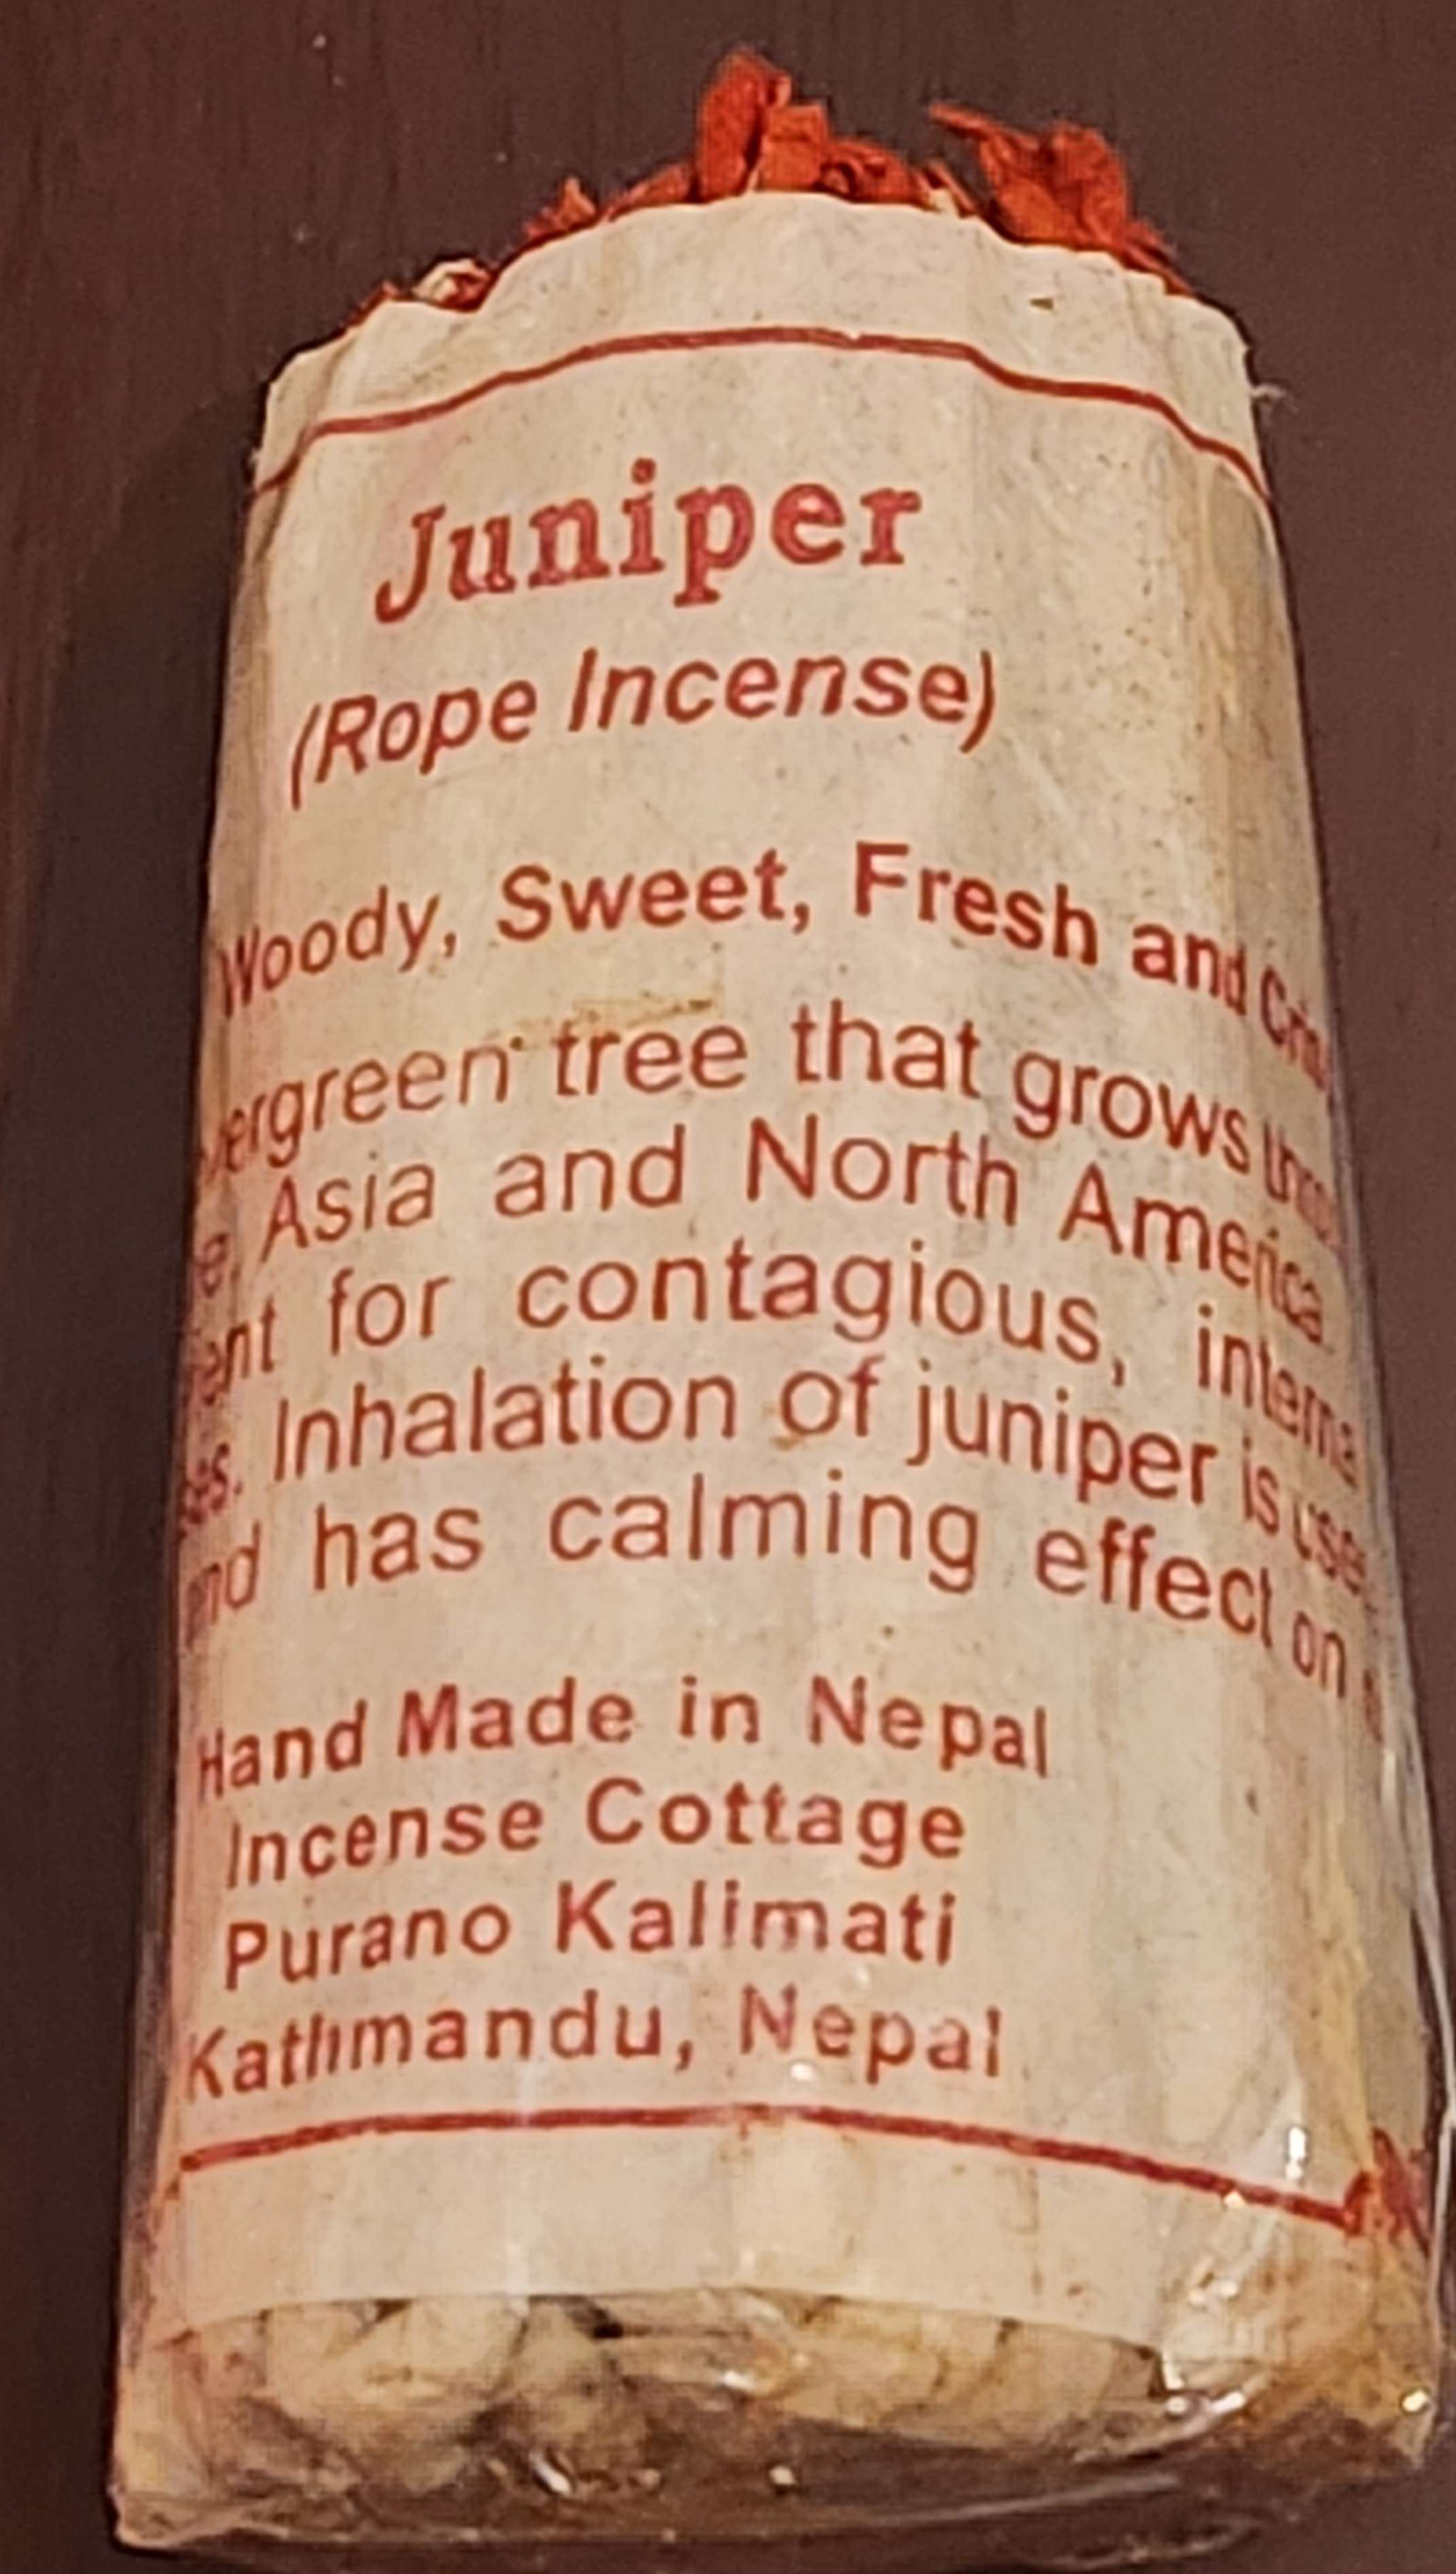 Juniper
(Rope Incense)
Woody, Sweet, Fresh and
tree that grows
Asia and North America.
for contagious,
Inhalation of juniper is
has calming effect on
Hand Made in Nepal
Incense Cottage
Purano Kalimati
Kathmandu, Nepal